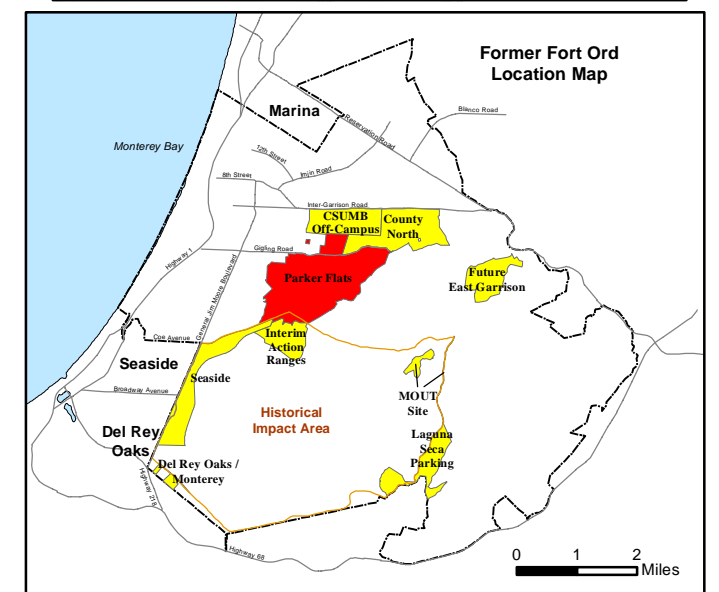 Former Fort Ord
Location Map
Marina
Blanco Road
Reservation Road
Monterey Bay
12th Street
Imjin Road
8th Street
Inter-Garrison Road
CSUMB
Off-Campus
County
North
Gigling Road
Highway 1
General Jim Moore Boulevard
Parker Flats
Future
East Garrison
Coe Avenue
Interim
Action
Ranges
Seaside
Seaside
Broadway Avenue
MOUT
Site
Historical
Impact Area
Del Rey
Oaks
Laguna
Seca
Parking
Del Rey Oaks /
Monterey
Highway 218
Highway 68
0 1 2
Miles